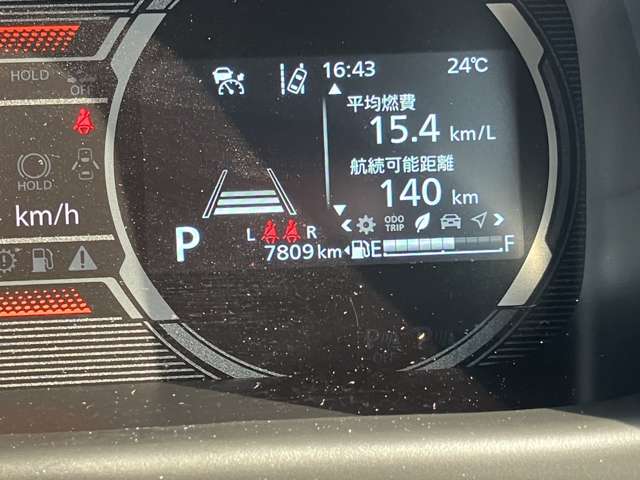 HOLD
OFF
HOLD
km/h
16:43 24℃
平均燃費
15.4 km/L
航続可能距離
140 km
ODO
TRIP
L R
P
7809 km E F